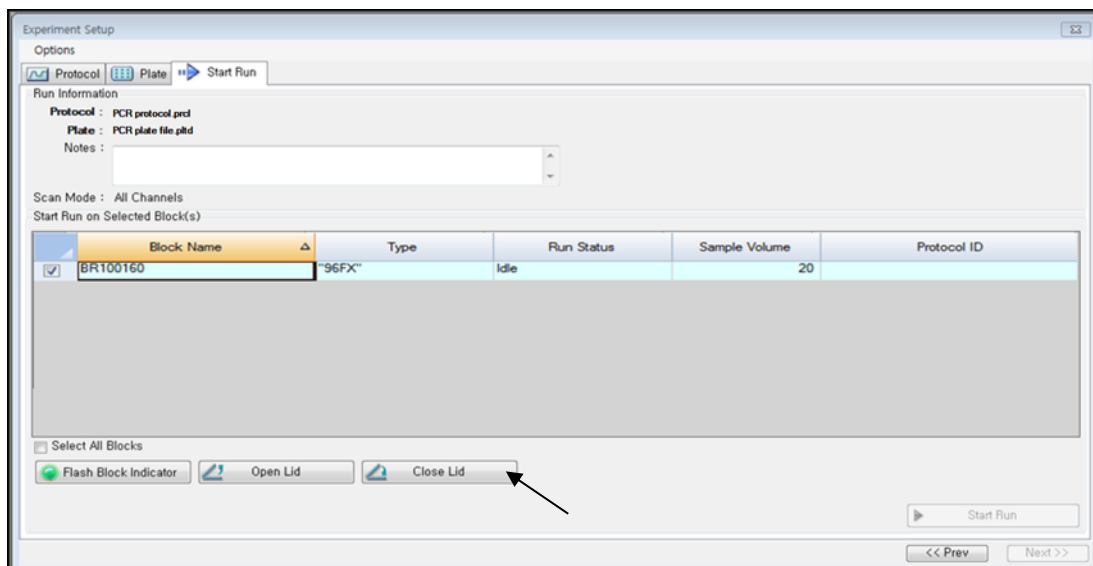 Experiment Setup
Options
Protocol Plate Start Run
Run Information
Protocol : PCR protocol.prcl
Plate : PCR plate file.pltd
Notes :
Scan Mode : All Channels
Start Run on Selected Block(s)
Block Name Type Run Status Sample Volume Protocol ID
BR100160 "96FX" Idle 20
Select All Blocks
Flash Block Indicator Open Lid Close Lid
Start Run
<< Prev Next >>